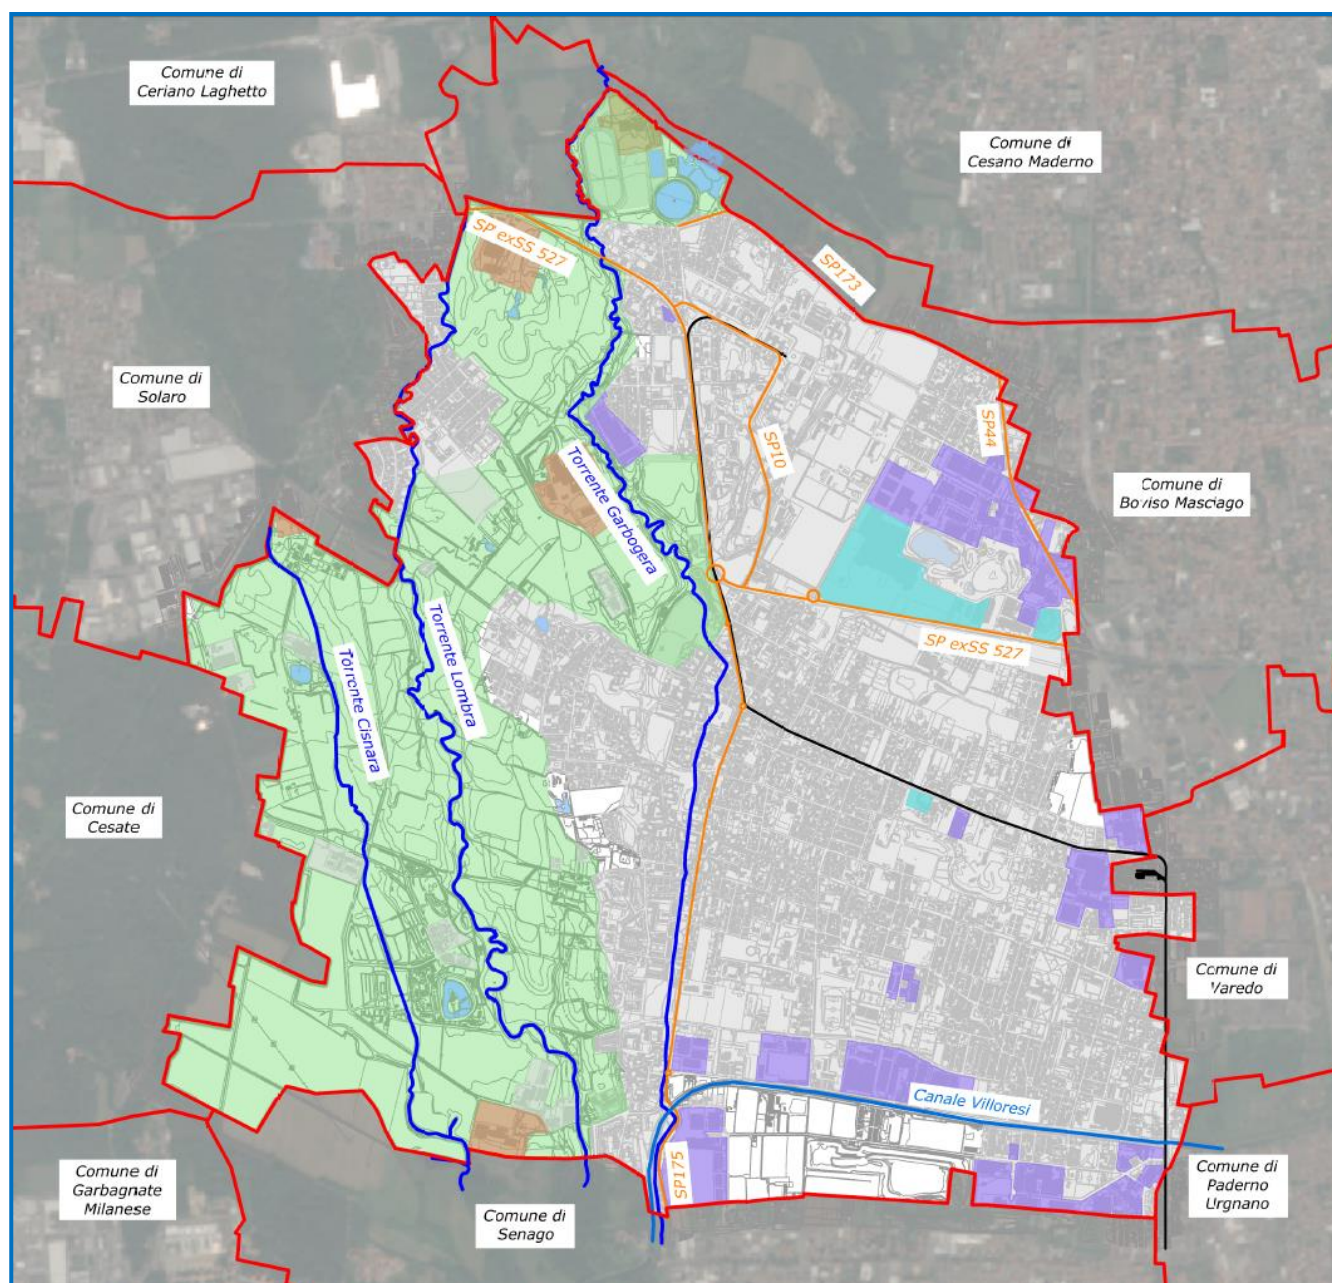 Comune di
Ceriano Laghetto
Comune di
Cesano Maderno
SP exSS 527
SP173
Comune di
Solaro
SP10
SP44
Torrente Garbogera
Comune di
Boviso Masciago
Torrente Lombra
Torrente Cisnara
SP exSS 527
Comune di
Cesate
Comune di
Varedo
Canale Villoresi
SP175
Comune di
Garbagnate
Milanese
Comune di
Senago
Comune di
Paderno
Urgnano